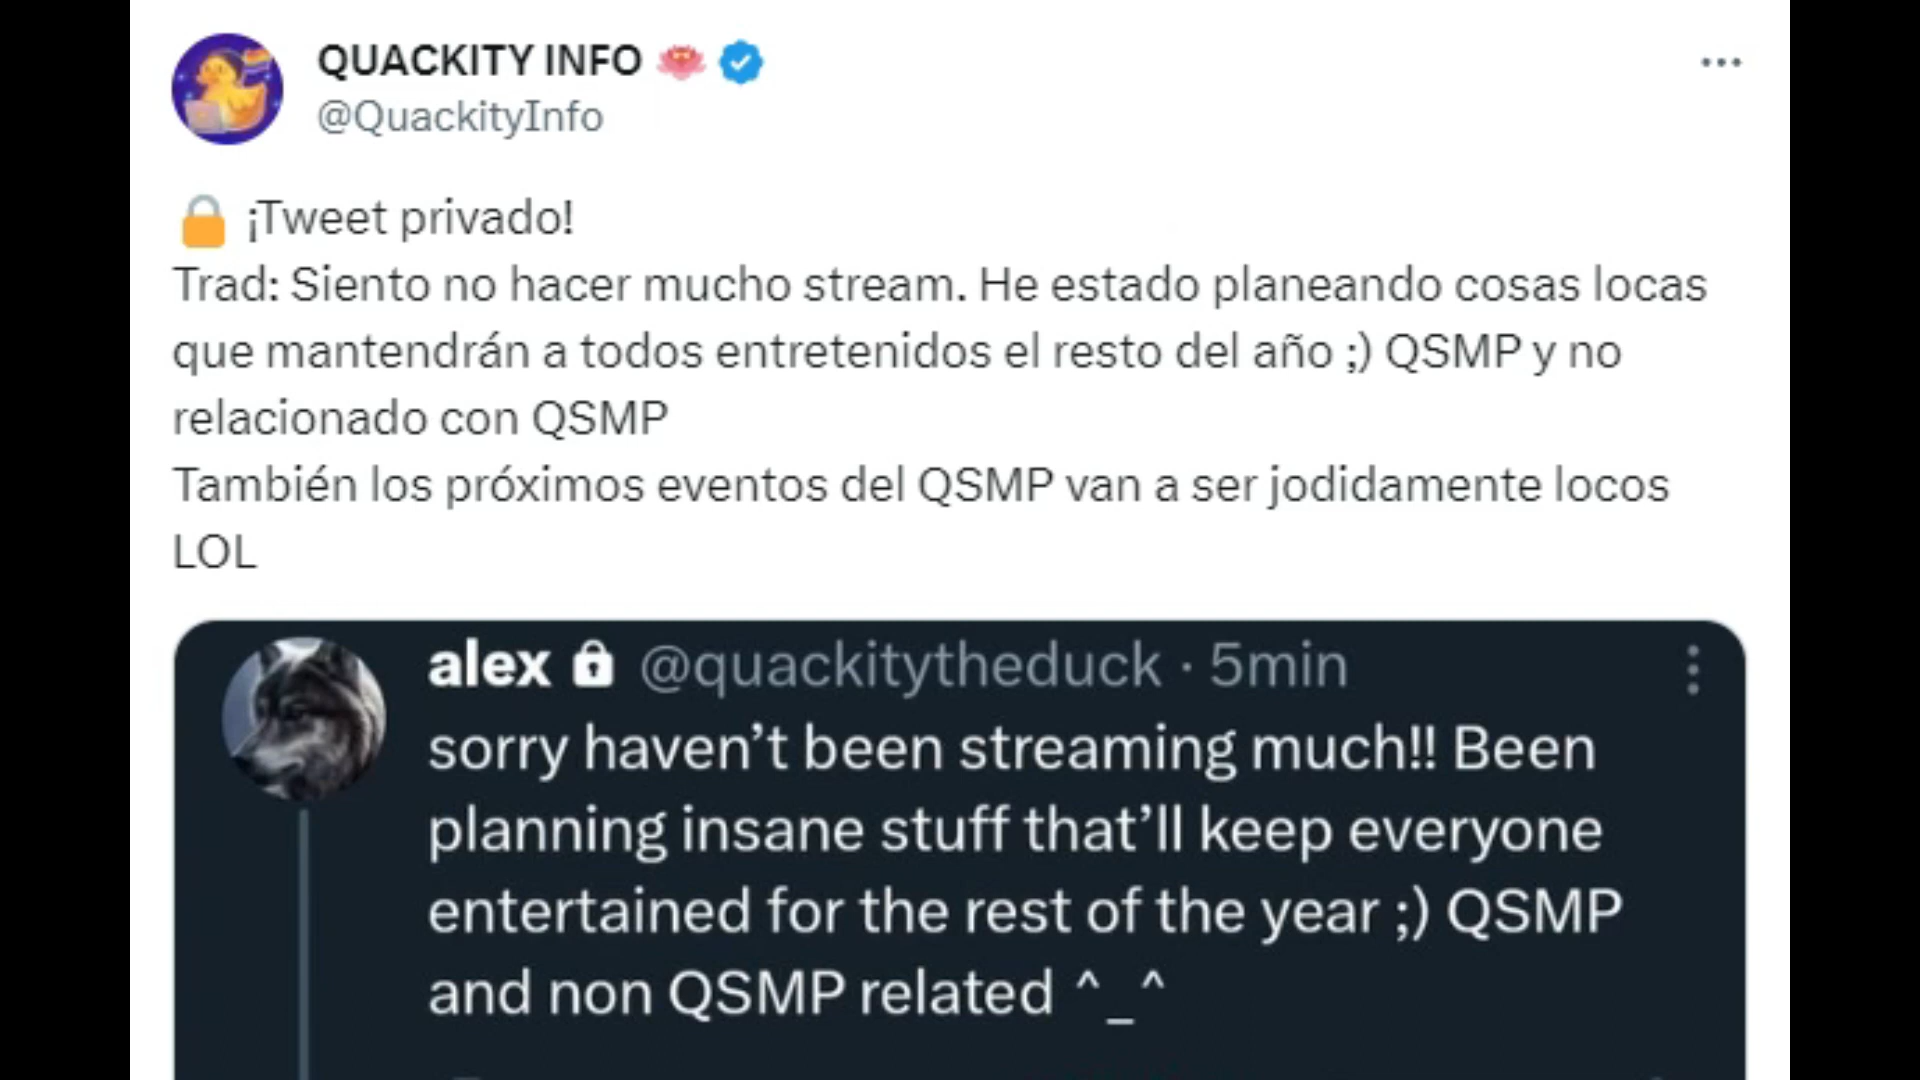 QUACKITY INFO
@QuackityInfo
¡Tweet privado!
Trad: Siento no hacer mucho stream. He estado planeando cosas locas
que mantendrán a todos entretenidos el resto del año ;) QSMP y no
relacionado con QSMP
También los próximos eventos del QSMP van a ser jodidamente locos
LOL
alex @quackitytheduck · 5min
sorry haven’t been streaming much!! Been
planning insane stuff that’ll keep everyone
entertained for the rest of the year ;) QSMP
and non QSMP related ^_^